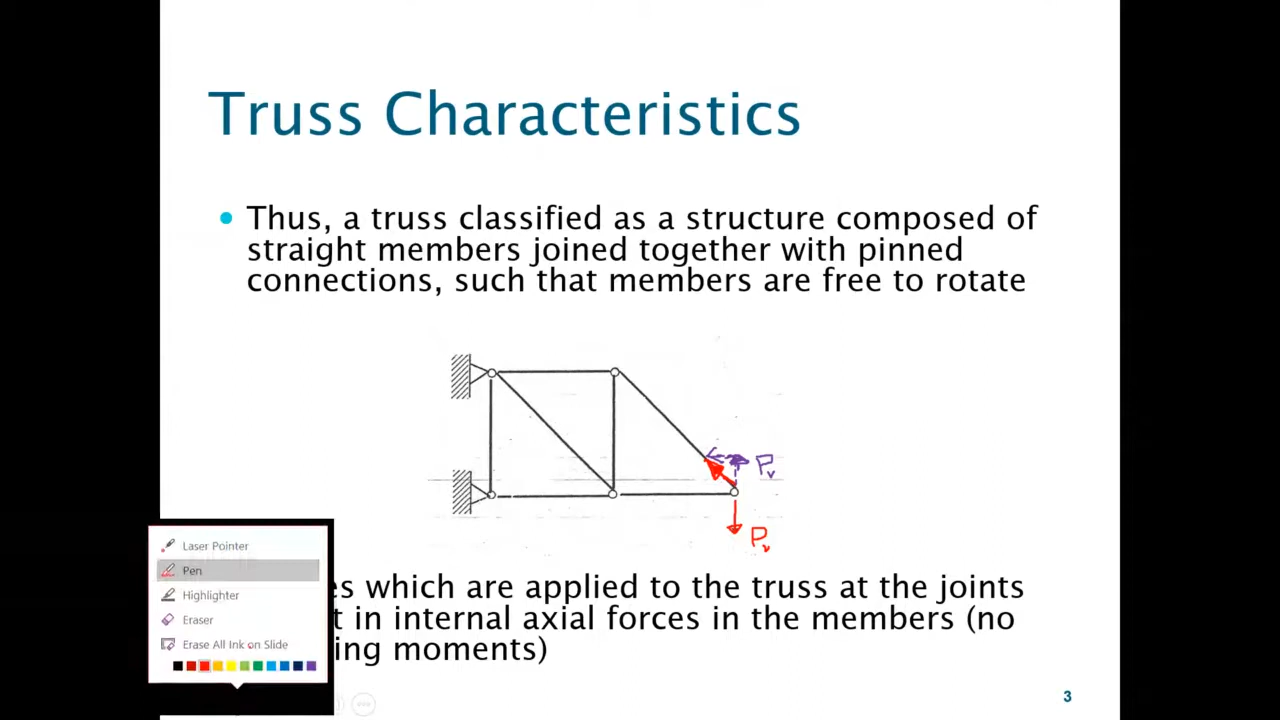 Truss Characteristics
• Thus, a truss classified as a structure composed of
straight members joined together with pinned
connections, such that members are free to rotate
Pv
Pv
Laser Pointer
Pen
Highlighter
Eraser
Erase All Ink on Slide
es which are applied to the truss at the joints
t in internal axial forces in the members (no
ing moments)
3